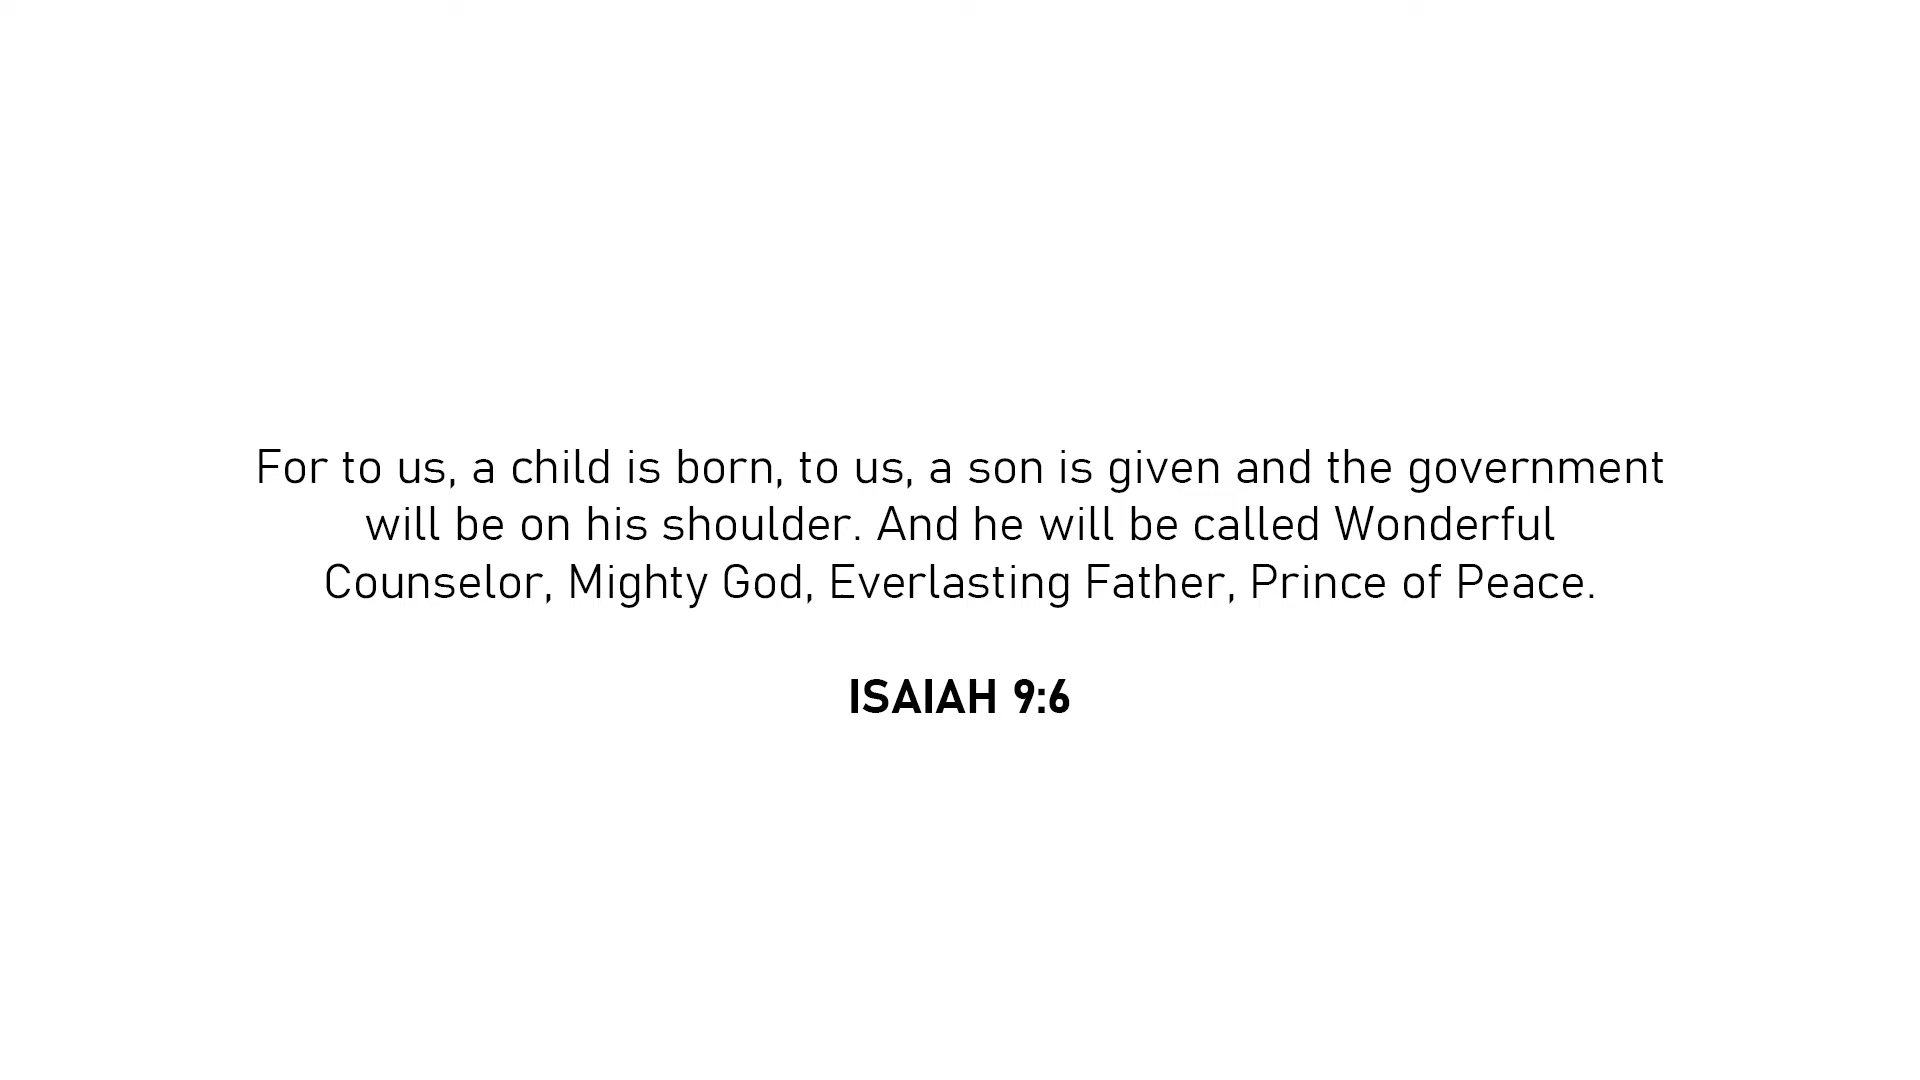 For to us, a child is born, to us, a son is given and the government
will be on his shoulder. And he will be called Wonderful
Counselor, Mighty God, Everlasting Father, Prince of Peace.
ISAIAH 9:6